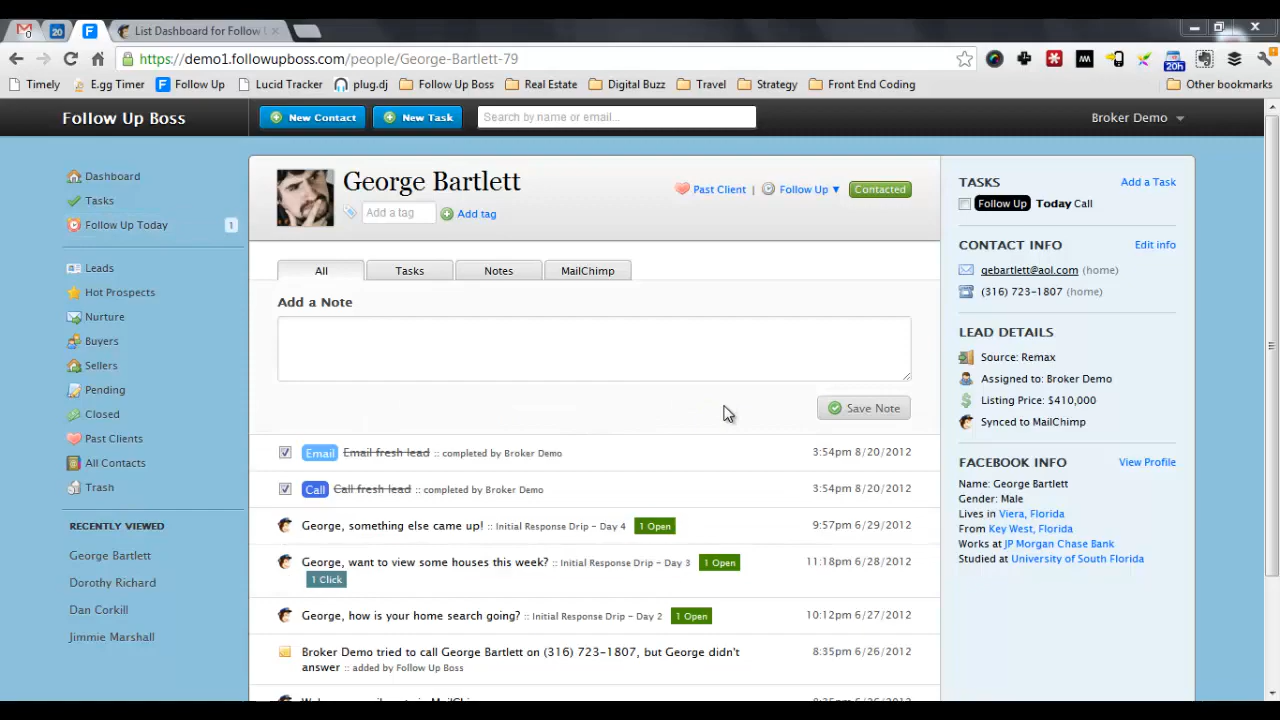 List Dashboard for Follow U
https://demo1.followupboss.com/people/George-Bartlett-79
20h
Timely
E.gg Timer
Follow Up
Lucid Tracker
plug.dj
Follow Up Boss
Real Estate
Digital Buzz
Travel
Strategy
Front End Coding
Other bookmarks
Follow Up Boss
New Contact
New Task
Search by name or email...
Broker Demo
Dashboard
Tasks
Follow Up Today 1
Leads
Hot Prospects
Nurture
Buyers
Sellers
Pending
Closed
Past Clients
All Contacts
Trash
RECENTLY VIEWED
George Bartlett
Dorothy Richard
Dan Corkill
Jimmie Marshall
George Bartlett
Add a tag Add tag
Past Client | Follow Up ▼ Contacted
All Tasks Notes MailChimp
Add a Note
Save Note
Email Email fresh lead :: completed by Broker Demo 3:54pm 8/20/2012
Call Call fresh lead :: completed by Broker Demo 3:54pm 8/20/2012
George, something else came up! :: Initial Response Drip - Day 4 1 Open 9:57pm 6/29/2012
George, want to view some houses this week? :: Initial Response Drip - Day 3 1 Open 11:18pm 6/28/2012
1 Click
George, how is your home search going? :: Initial Response Drip - Day 2 1 Open 10:12pm 6/27/2012
Broker Demo tried to call George Bartlett on (316) 723-1807, but George didn't 8:35pm 6/26/2012
answer :: added by Follow Up Boss
TASKS Add a Task
Follow Up Today Call
CONTACT INFO Edit info
gebartlett@aol.com (home)
(316) 723-1807 (home)
LEAD DETAILS
Source: Remax
Assigned to: Broker Demo
Listing Price: $410,000
Synced to MailChimp
FACEBOOK INFO View Profile
Name: George Bartlett
Gender: Male
Lives in Viera, Florida
From Key West, Florida
Works at JP Morgan Chase Bank
Studied at University of South Florida